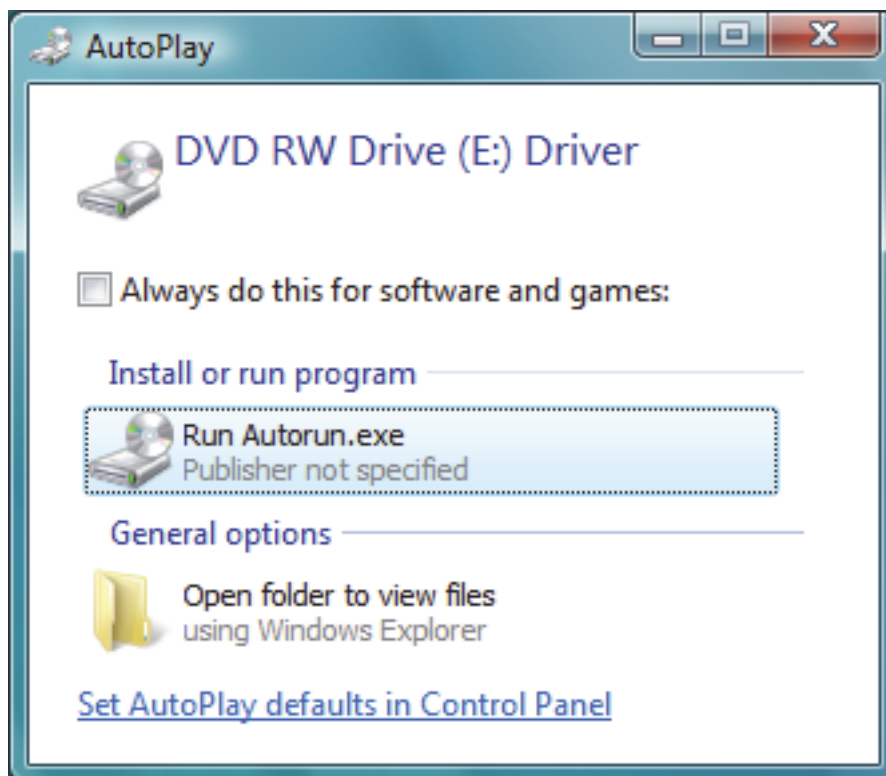 AutoPlay
DVD RW Drive (E:) Driver
Always do this for software and games:
Install or run program
Run Autorun.exe
Publisher not specified
General options
Open folder to view files
using Windows Explorer
Set AutoPlay defaults in Control Panel